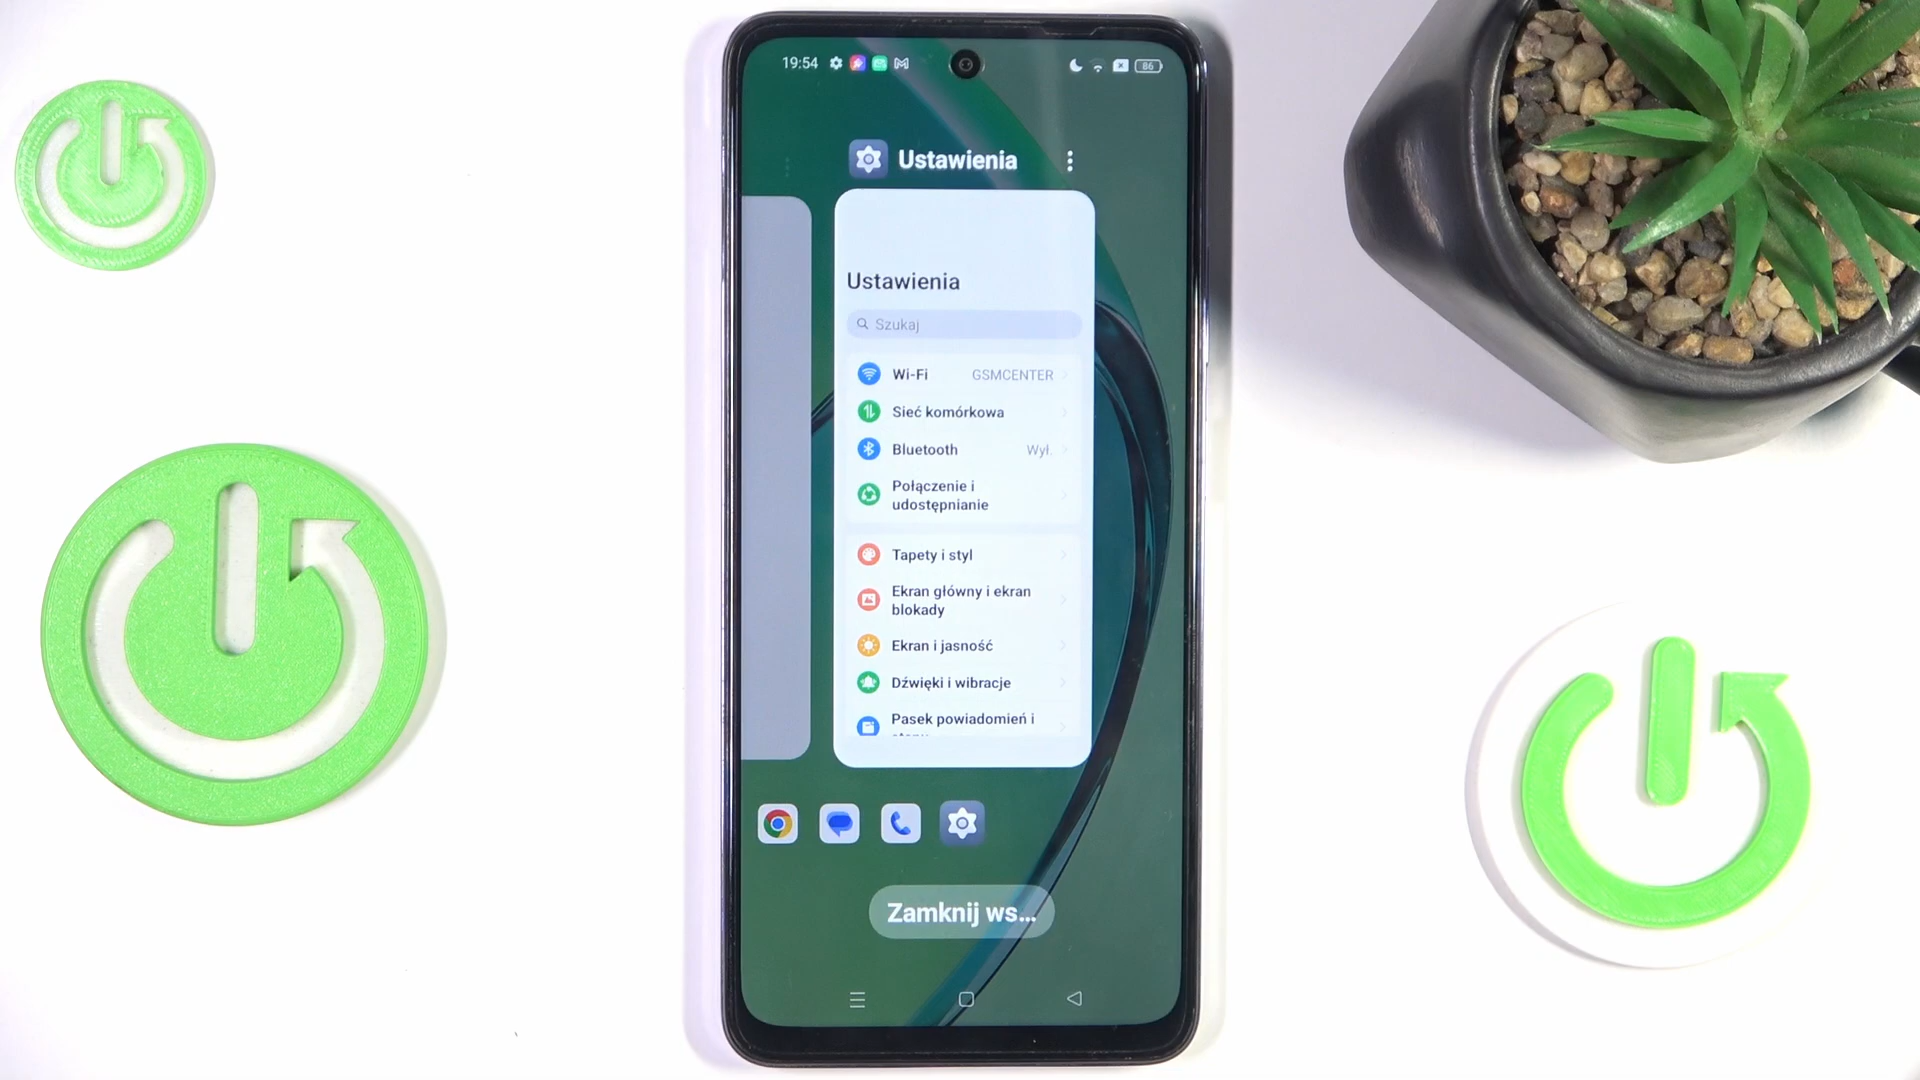 19:54
86
Ustawienia
Ustawienia
Szukaj
Wi-Fi GSMCENTER
Sieć komórkowa
Bluetooth Wył.
Połączenie i
udostępnianie
Tapety i styl
Ekran główny i ekran
blokady
Ekran i jasność
Dźwięki i wibracje
Pasek powiadomień i
Zamknij ws...